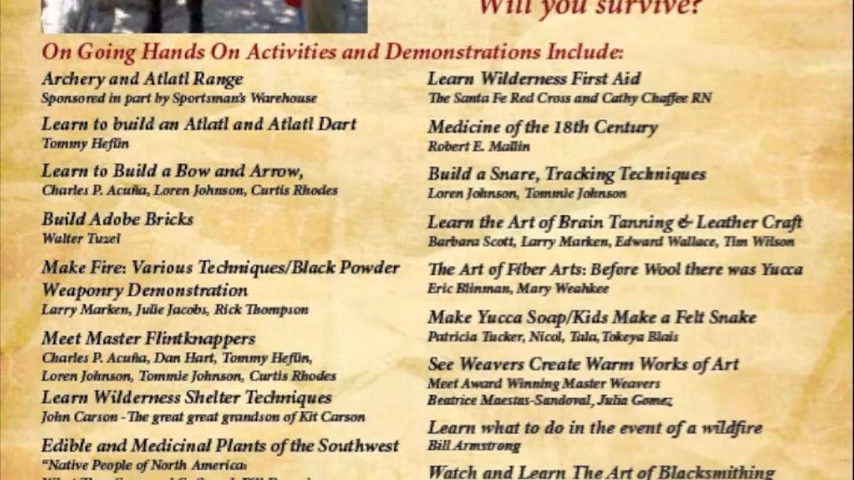 Will you survive?
On Going Hands On Activities and Demonstrations Include:
Archery and Atlatl Range
Sponsored in part by Sportsman's Warehouse
Learn to build an Atlatl and Atlatl Dart
Tommy Heflin
Learn to Build a Bow and Arrow,
Charles P. Acuña, Loren Johnson, Curtis Rhodes
Build Adobe Bricks
Walter Tuzel
Make Fire: Various Techniques/Black Powder
Weaponry Demonstration
Larry Marken, Julie Jacobs, Rick Thompson
Meet Master Flintknappers
Charles P. Acuña, Dan Hart, Tommy Heflin,
Loren Johnson, Tommie Johnson, Curtis Rhodes
Learn Wilderness Shelter Techniques
John Carson - The great great grandson of Kit Carson
Edible and Medicinal Plants of the Southwest
"Native People of North America:
Learn Wilderness First Aid
The Santa Fe Red Cross and Cathy Chaffee RN
Medicine of the 18th Century
Robert E. Mallin
Build a Snare, Tracking Techniques
Loren Johnson, Tommie Johnson
Learn the Art of Brain Tanning & Leather Craft
Barbara Scott, Larry Marken, Edward Wallace, Tim Wilson
The Art of Fiber Arts: Before Wool there was Yucca
Eric Blinman, Mary Weahkee
Make Yucca Soap/Kids Make a Felt Snake
Patricia Tucker, Nicol, Tala, Tokeya Blais
See Weavers Create Warm Works of Art
Meet Award Winning Master Weavers
Beatrice Maestas-Sandoval, Julia Gomez
Learn what to do in the event of a wildfire
Bill Armstrong
Watch and Learn The Art of Blacksmithing